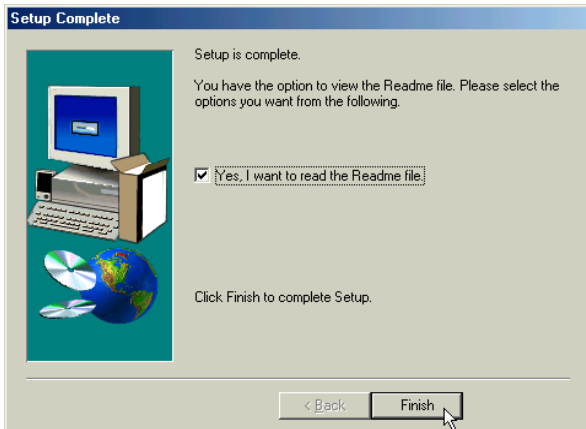 Setup Complete
Setup is complete.
You have the option to view the Readme file. Please select the
options you want from the following.
Yes, I want to read the Readme file.
Click Finish to complete Setup.
< Back
Finish